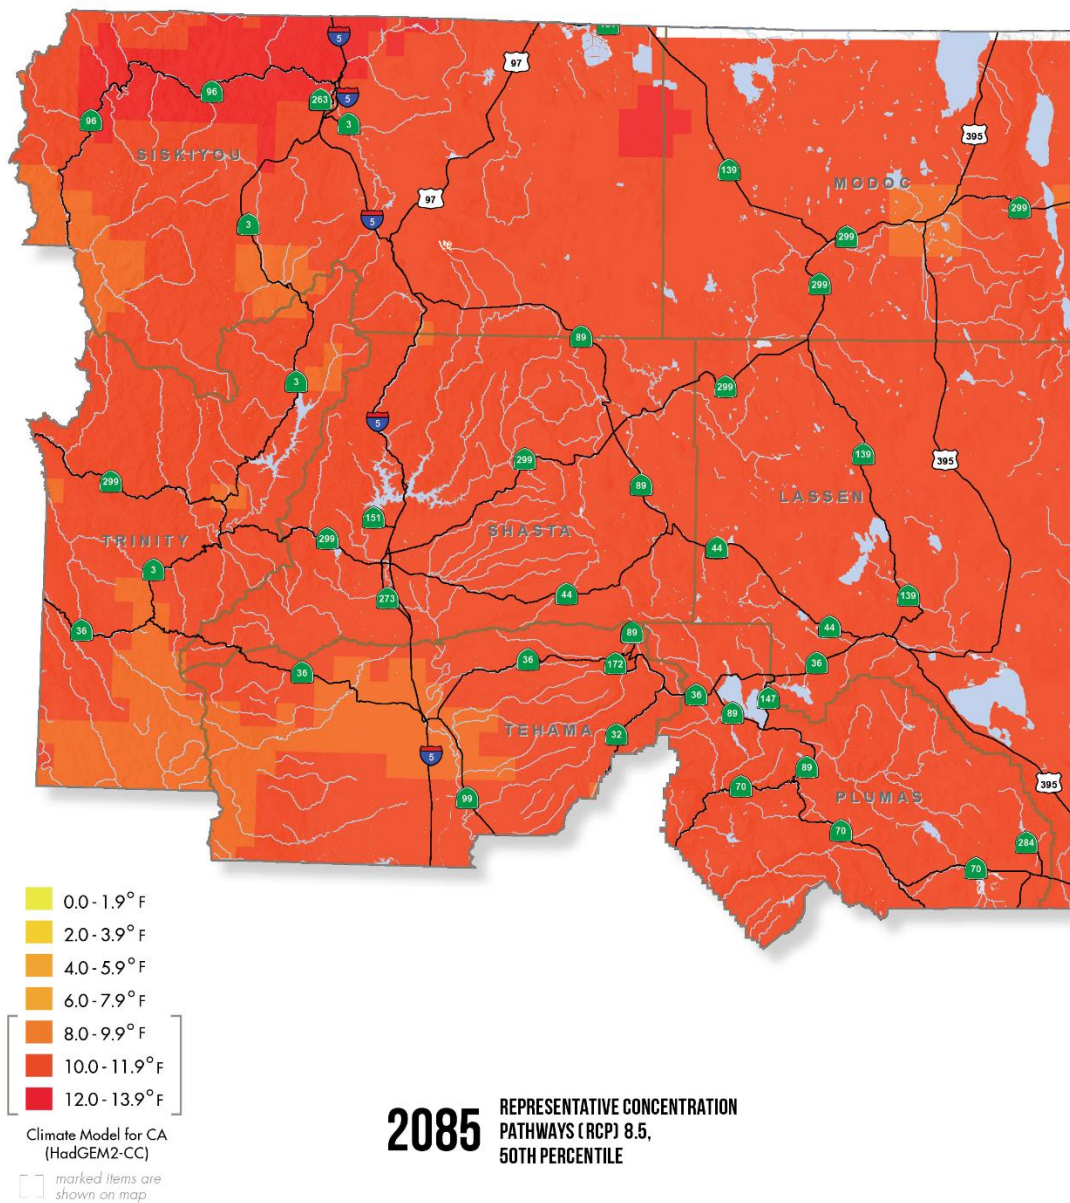 101
5
97
96
263
5
96
3
395
SISKIYOU
139
MODOC
97
299
5
3
299
299
89
3
299
5
139
395
299
299
89
LASSEN
151
SHASTA
299
TRINITY
44
3
44
273
139
36
89
44
36
172
36
36
36
147
89
TEHAMA
32
5
89
395
70
PLUMAS
99
70
284
70
0.0 - 1.9° F
2.0 - 3.9° F
4.0 - 5.9° F
6.0 - 7.9° F
8.0 - 9.9° F
10.0 - 11.9° F
12.0 - 13.9° F
Climate Model for CA
(HadGEM2-CC)
marked items are
shown on map
2085
REPRESENTATIVE CONCENTRATION
PATHWAYS (RCP) 8.5,
50TH PERCENTILE